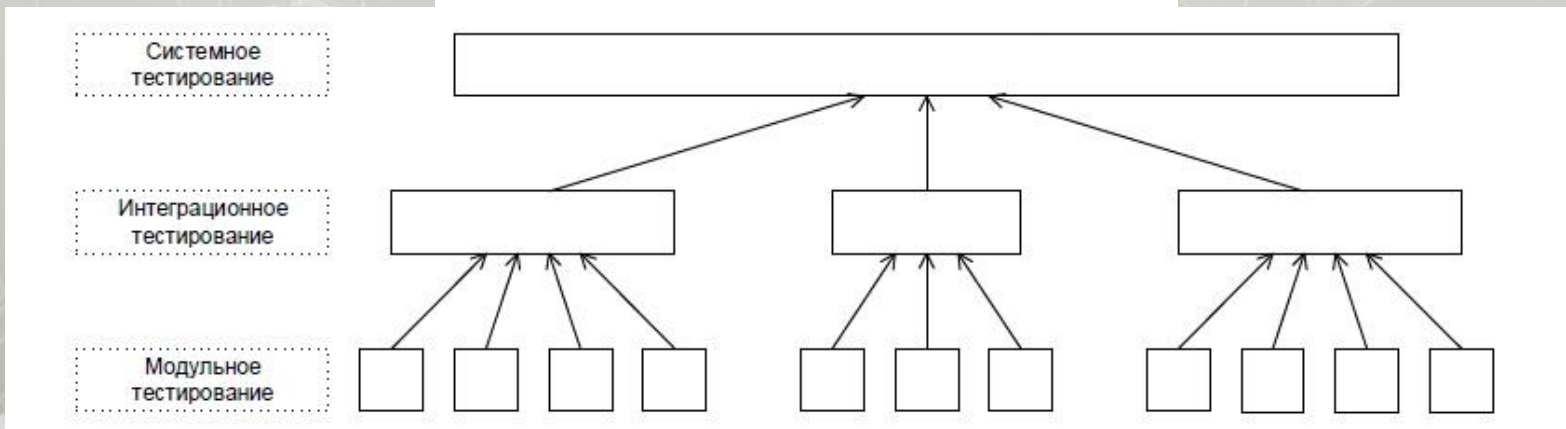 Системное
тестирование
Интеграционное
тестирование
Модульное
тестирование